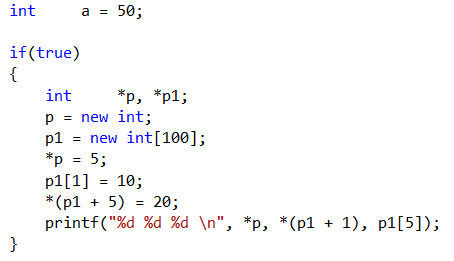 int     a = 50;
if(true)
{
    int     *p, *p1;
    p = new int;
    p1 = new int[100];
    *p = 5;
    p1[1] = 10;
    *(p1 + 5) = 20;
    printf("%d %d %d \n", *p, *(p1 + 1), p1[5]);
}